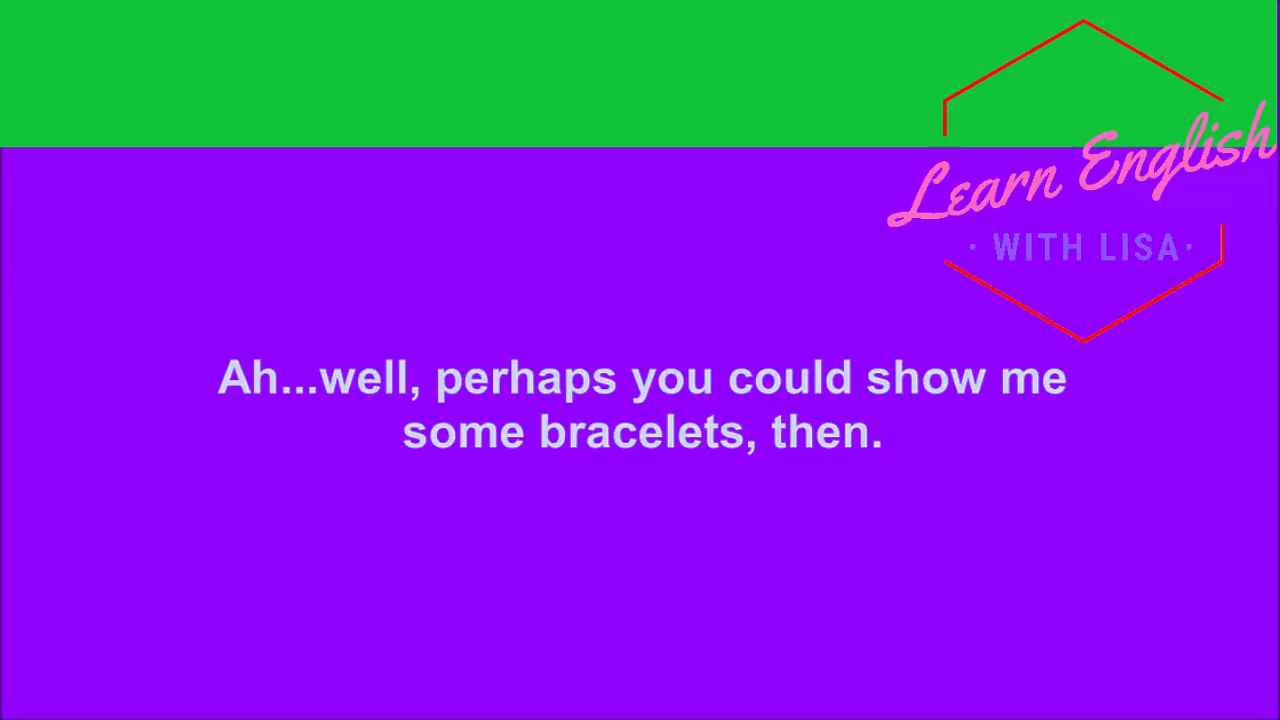 Learn English
· WITH LISA·
Ah...well, perhaps you could show me
some bracelets, then.